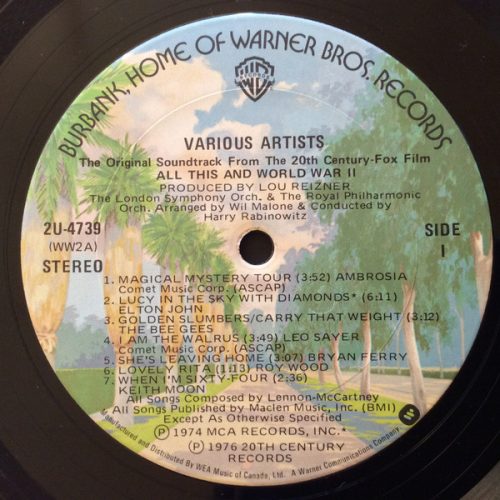 BURBANK, HOME OF WARNER BROS. RECORDS
VARIOUS ARTISTS
The Original Soundtrack From The 20th Century-Fox Film
ALL THIS AND WORLD WAR II
PRODUCED BY LOU REIZNER
The London Symphony Orch. & The Royal Philharmonic
Orch. Arranged by Wil Malone & Conducted by
Harry Rabinowitz
2U-4739
(WW2A)
STEREO
SIDE
I
1. MAGICAL MYSTERY TOUR (3:52) AMBROSIA
Comet Music Corp. (ASCAP)
2. LUCY IN THE SKY WITH DIAMONDS* (6:11)
ELTON JOHN
3. GOLDEN SLUMBERS/CARRY THAT WEIGHT (3:12)
THE BEE GEES
4. I AM THE WALRUS (3:49) LEO SAYER
Comet Music Corp. (ASCAP)
5. SHE'S LEAVING HOME (3:07) BRYAN FERRY
6. LOVELY RITA (1:13) ROY WOOD
7. WHEN I'M SIXTY-FOUR (2:36)
KEITH MOON
All Songs Composed by Lennon-McCartney
All Songs Published by Maclen Music, Inc. (BMI)
Except As Otherwise Specified
Ⓟ 1974 MCA RECORDS, INC.*
Ⓟ 1976 20TH CENTURY
RECORDS
Manufactured and Distributed By WEA Music of Canada, Ltd. A Warner Communications Company